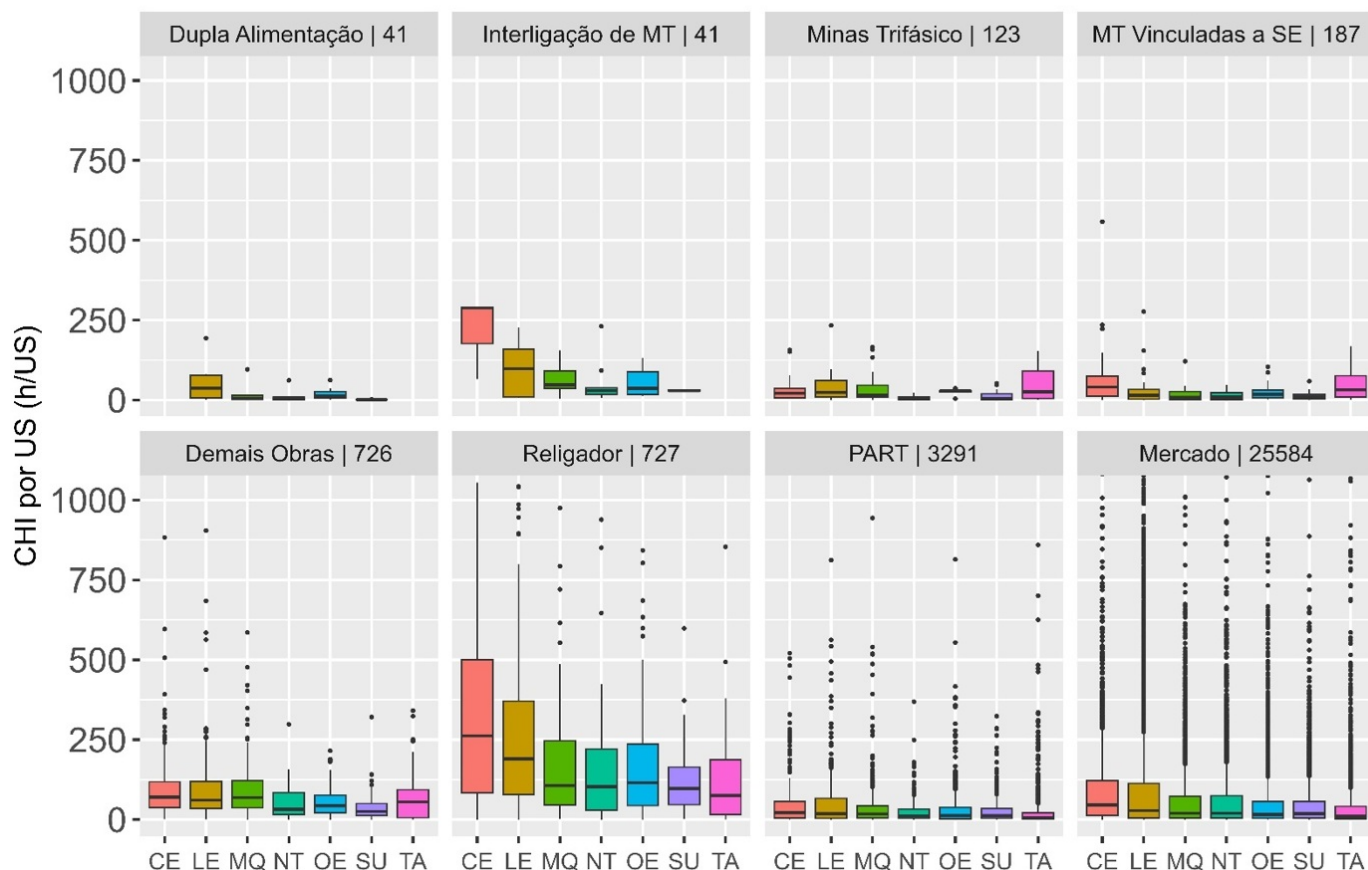 Dupla Alimentação | 41
Interligação de MT | 41
Minas Trifásico | 123
MT Vinculadas a SE | 187
1000
750
500
250
0
CHI por US (h/US)
Demais Obras | 726
Religador | 727
PART | 3291
Mercado | 25584
1000
750
500
250
0
CE LE MQ NT OE SU TA
CE LE MQ NT OE SU TA
CE LE MQ NT OE SU TA
CE LE MQ NT OE SU TA